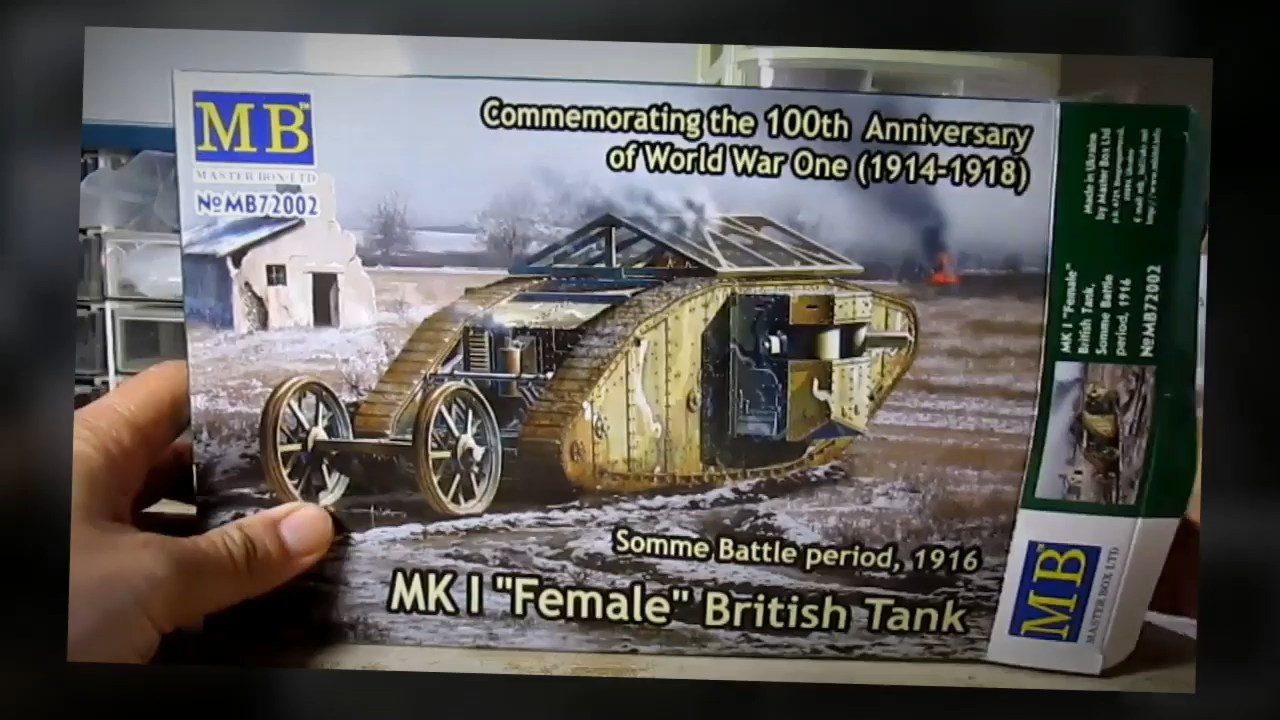 MB™
MASTER BOX LTD
№MB72002
Commemorating the 100th Anniversary
of World War One (1914-1918)
Somme Battle period, 1916
MK I "Female" British Tank
Made in Ukraine
by Master Box Ltd
MK I "Female"
British Tank,
Somme Battle
period, 1916
№MB72002
MB™
MASTER BOX LTD